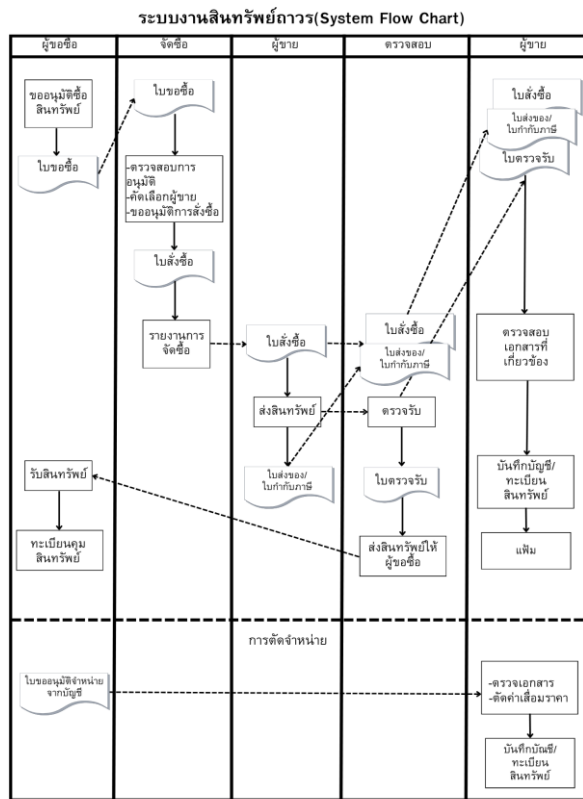 ระบบงานสินทรัพย์ถาวร(System Flow Chart)
ผู้ขอซื้อ
จัดซื้อ
ผู้ขาย
ตรวจสอบ
ผู้ขาย
ขออนุมัติซื้อ
สินทรัพย์
ใบขอซื้อ
รับสินทรัพย์
ทะเบียนคุม
สินทรัพย์
ใบขอซื้อ
-ตรวจสอบการ
อนุมัติ
-คัดเลือกผู้ขาย
-ขออนุมัติการสั่งซื้อ
ใบสั่งซื้อ
รายงานการ
จัดซื้อ
ใบสั่งซื้อ
ส่งสินทรัพย์
ใบส่งของ/
ใบกำกับภาษี
ใบสั่งซื้อ
ใบส่งของ/
ใบกำกับภาษี
ตรวจรับ
ใบตรวจรับ
ส่งสินทรัพย์ให้
ผู้ขอซื้อ
ใบสั่งซื้อ
ใบส่งของ/
ใบกำกับภาษี
ใบตรวจรับ
ตรวจสอบ
เอกสารที่
เกี่ยวข้อง
บันทึกบัญชี/
ทะเบียน
สินทรัพย์
แฟ้ม
การตัดจำหน่าย
ใบขออนุมัติจำหน่าย
จากบัญชี
-ตรวจเอกสาร
-ตัดค่าเสื่อมราคา
บันทึกบัณชี/
ทะเบียน
สินทรัพย์